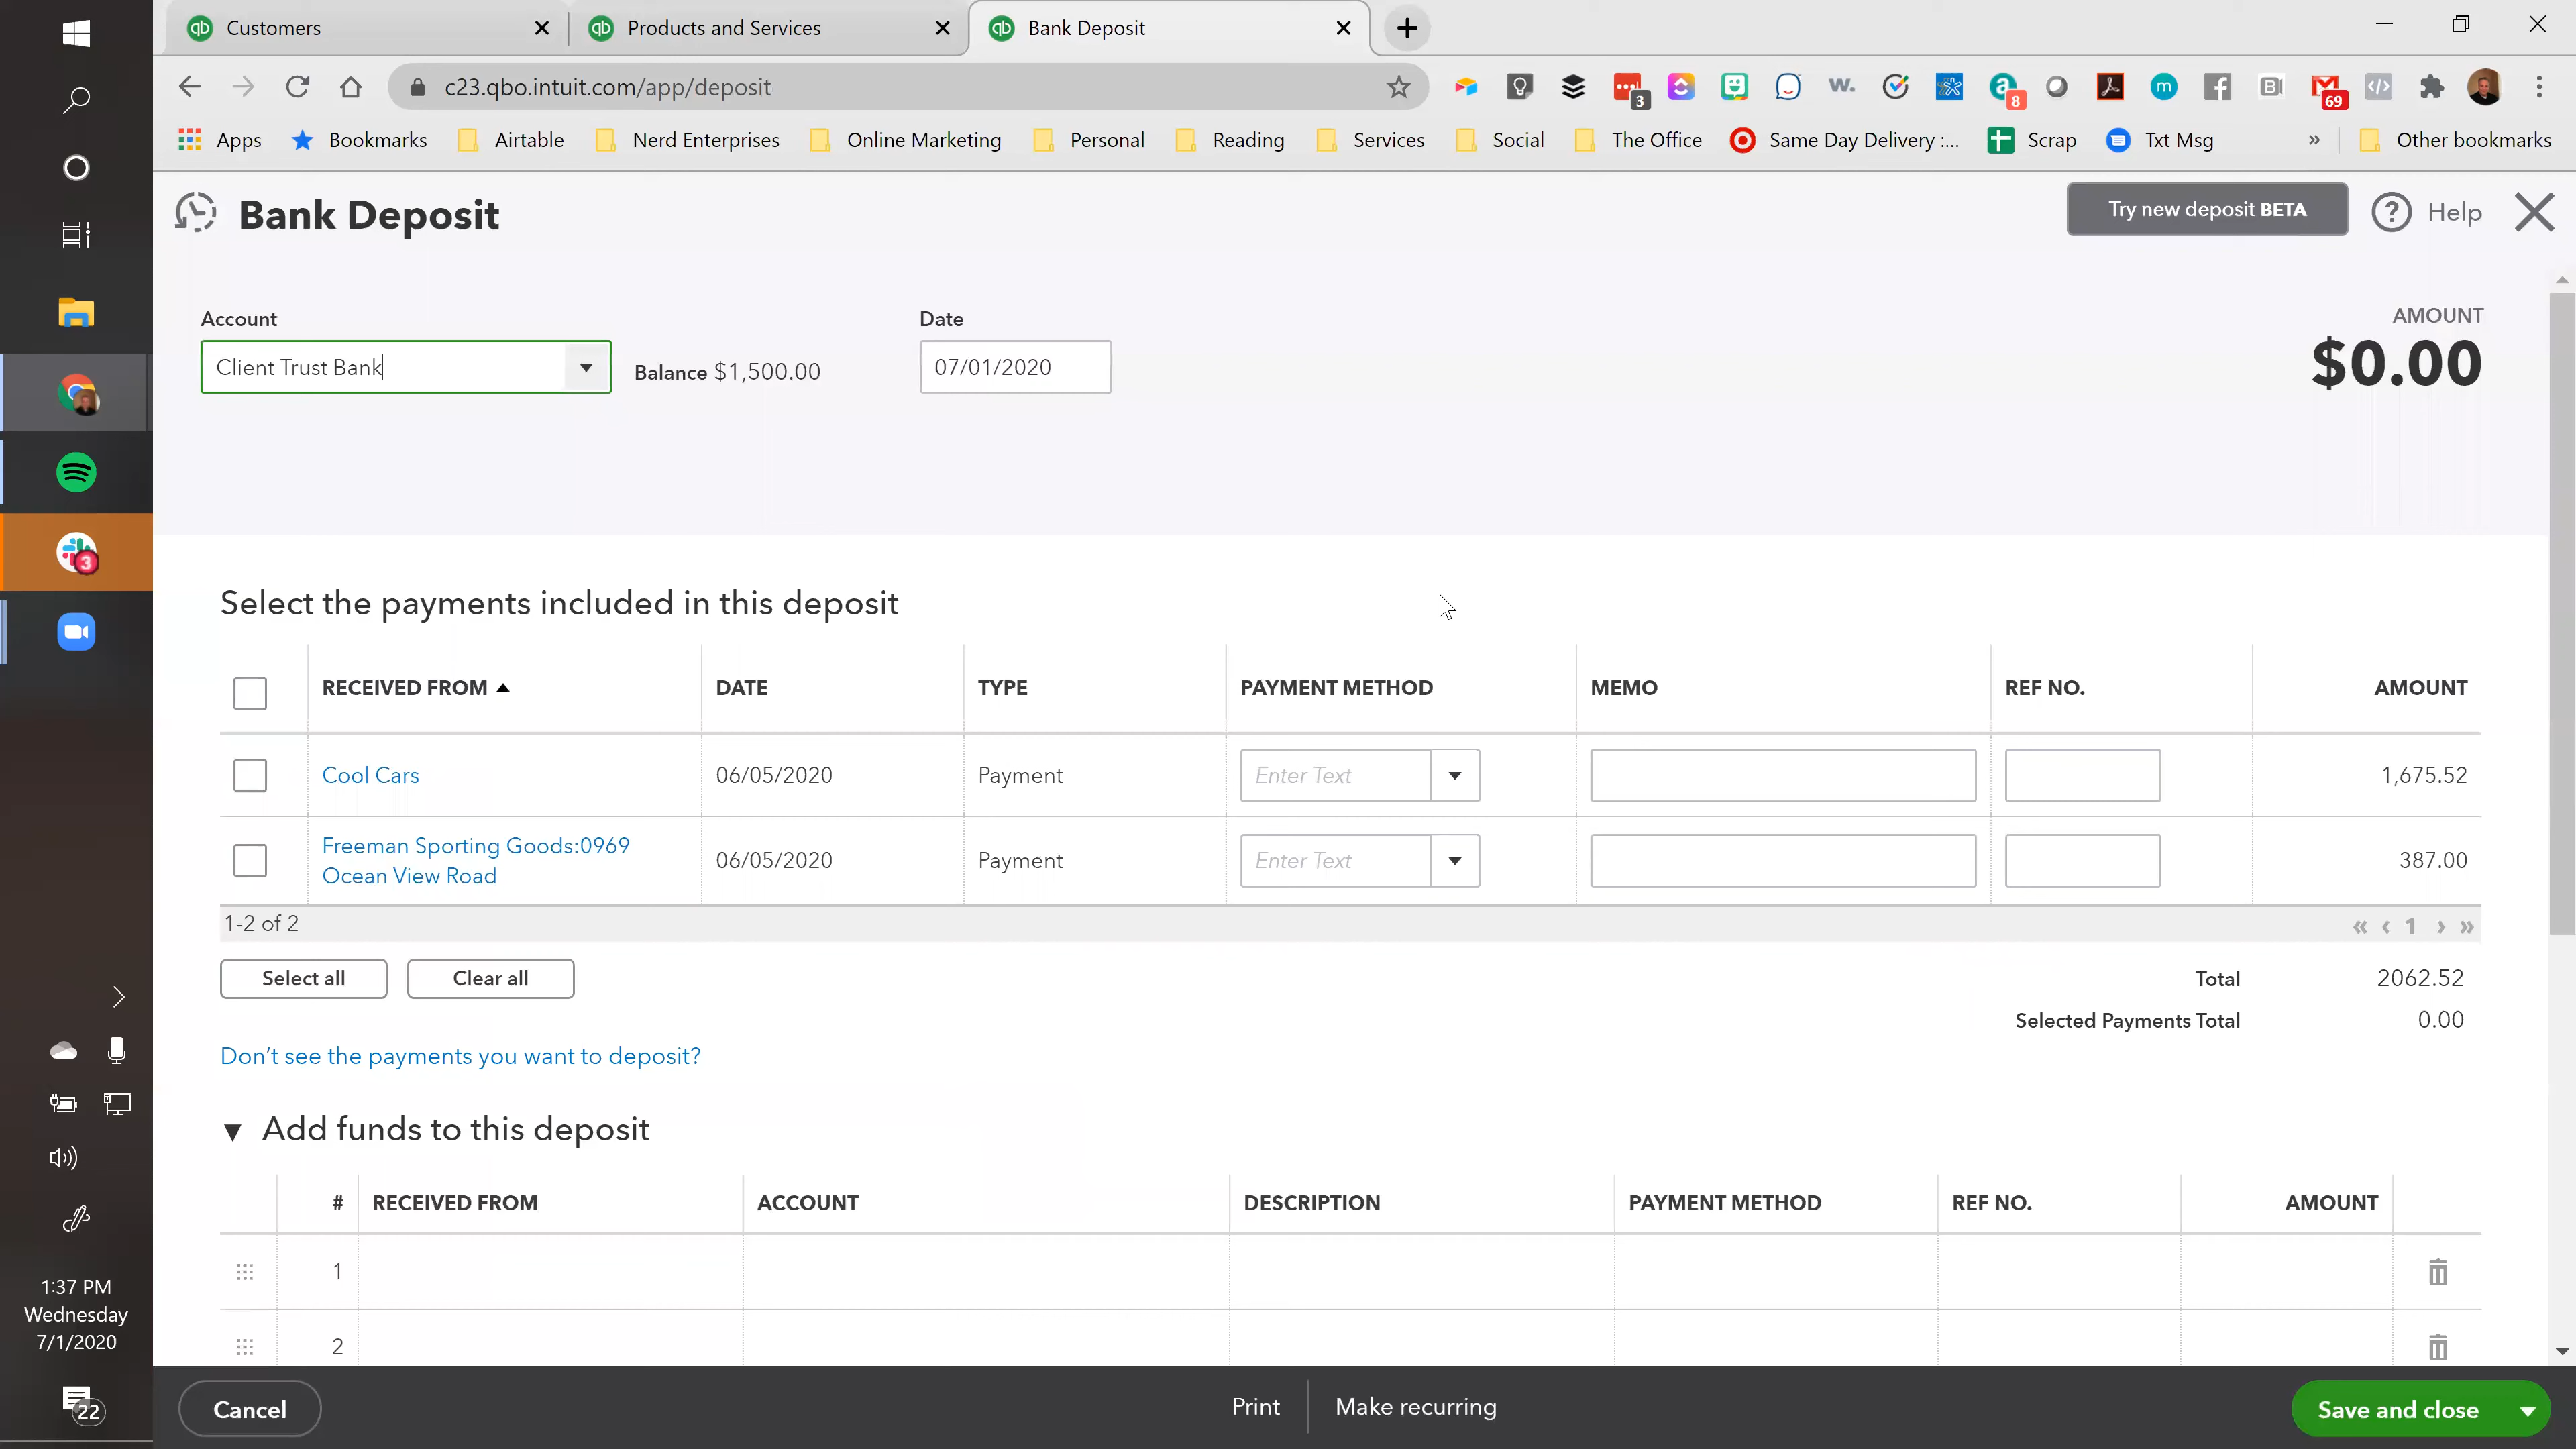 Customers
Products and Services
Bank Deposit
c23.qbo.intuit.com/app/deposit
3
w.
8
m
69
Apps
Bookmarks
Airtable
Nerd Enterprises
Online Marketing
Personal
Reading
Services
Social
The Office
Same Day Delivery :...
Scrap
Txt Msg
»
Other bookmarks
Bank Deposit
Try new deposit BETA
? Help
Account
Client Trust Bank
Balance $1,500.00
Date
07/01/2020
AMOUNT
$0.00
3
Select the payments included in this deposit
RECEIVED FROM DATE TYPE PAYMENT METHOD MEMO REF NO. AMOUNT
Cool Cars 06/05/2020 Payment Enter Text 1,675.52
Freeman Sporting Goods:0969
Ocean View Road
06/05/2020 Payment Enter Text 387.00
1-2 of 2
« ‹ 1 › »
Select all
Clear all
Total 2062.52
Selected Payments Total 0.00
Don't see the payments you want to deposit?
Add funds to this deposit
# RECEIVED FROM ACCOUNT DESCRIPTION PAYMENT METHOD REF NO. AMOUNT
1
2
1:37 PM
Wednesday
7/1/2020
22
Cancel
Print
Make recurring
Save and close